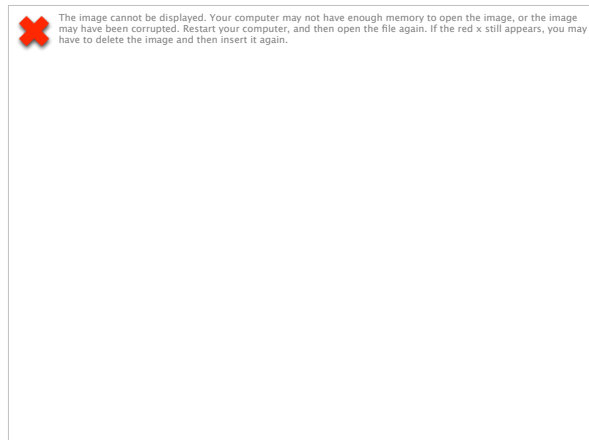 The image cannot be displayed. Your computer may not have enough memory to open the image, or the image
may have been corrupted. Restart your computer, and then open the file again. If the red x still appears, you may
have to delete the image and then insert it again.